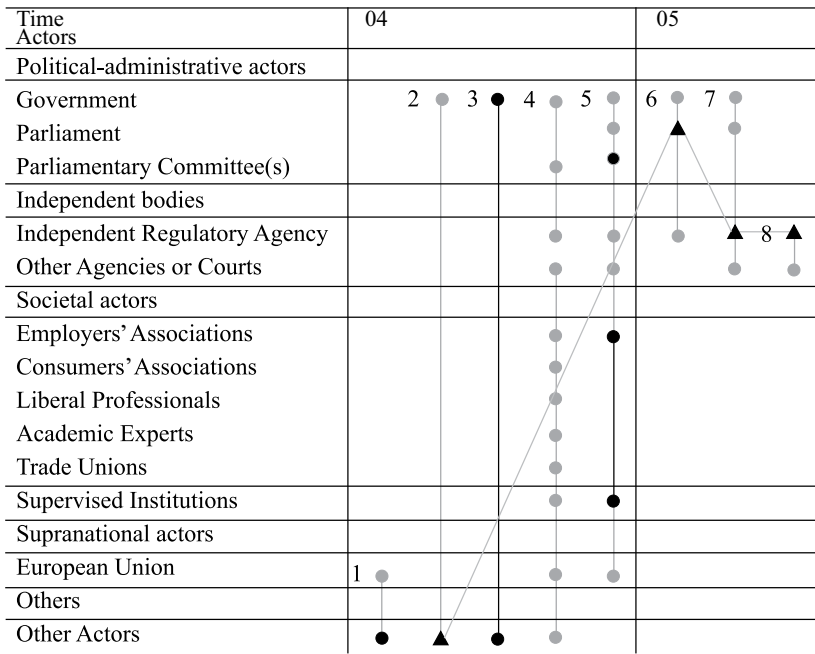 Time 04 05
Actors
Political-administrative actors
Government 2 3 4 5 6 7
Parliament
Parliamentary Committee(s)
Independent bodies
Independent Regulatory Agency 8
Other Agencies or Courts
Societal actors
Employers’ Associations
Consumers’ Associations
Liberal Professionals
Academic Experts
Trade Unions
Supervised Institutions
Supranational actors
European Union 1
Others
Other Actors